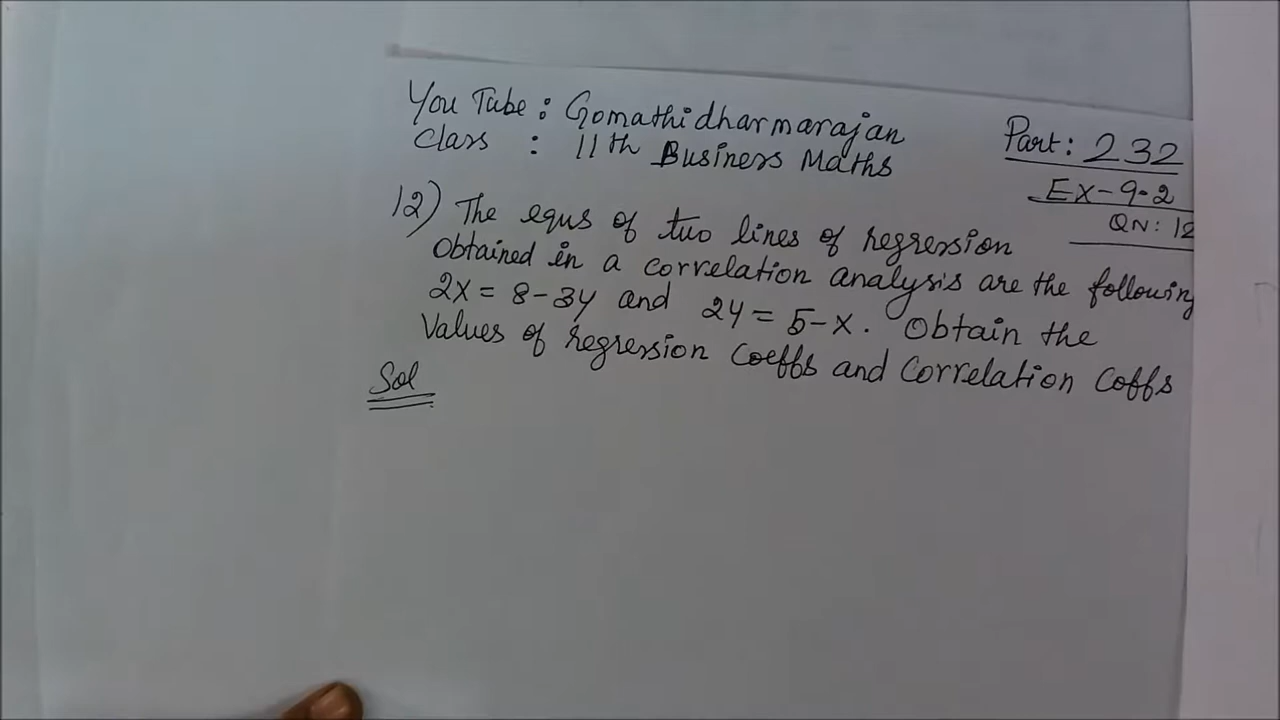 You Tube : Gomathidharmarajan
Class : 11th Business Maths
Part: 232
Ex-9.2
QN: 12
12) The equs of two lines of regression
Obtained in a correlation analysis are the following
2x = 8-3y and 2y = 5-x. Obtain the
Values of regression Coeffs and Correlation Coffs
Sol